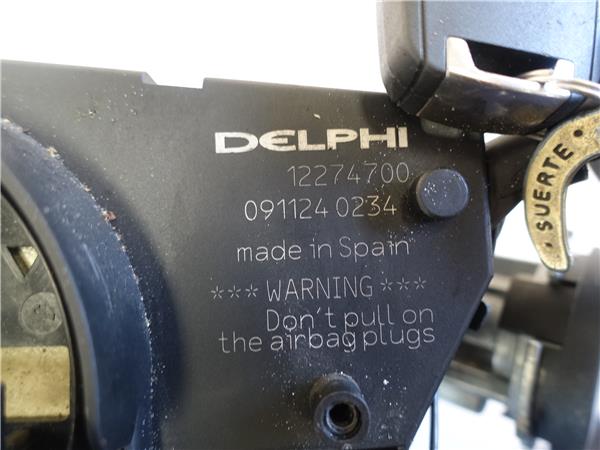 DELPHI
12274700
091124 0234
made in Spain
*** WARNING ***
Don't pull on
the airbag plugs
SUERTE